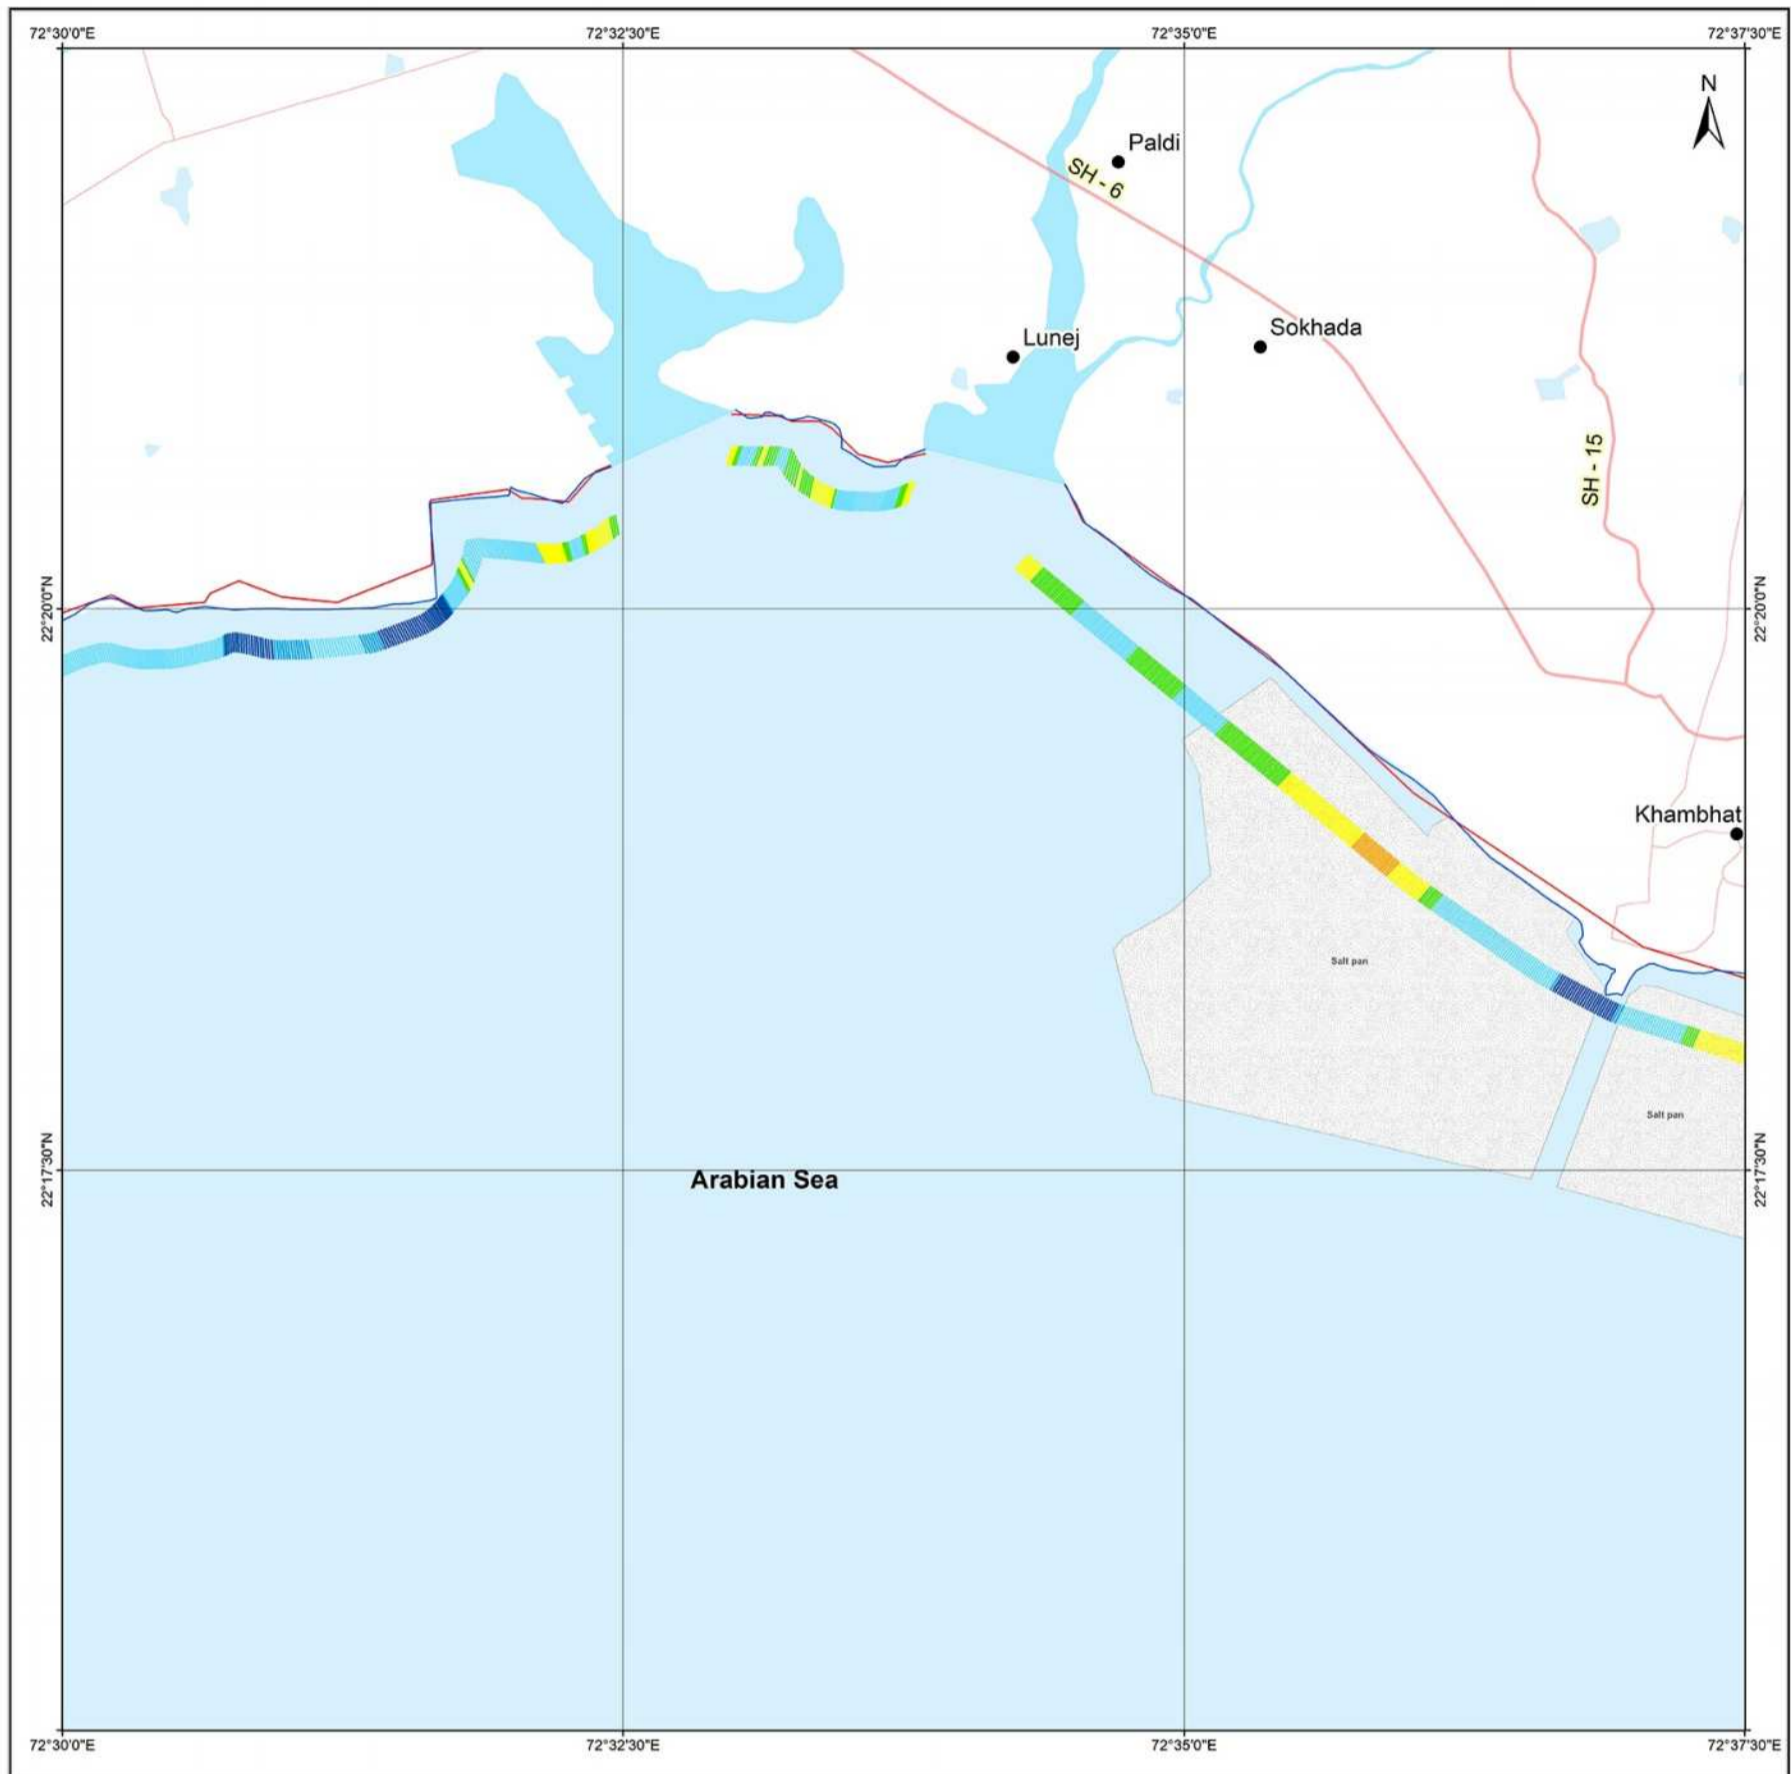 72°30'0"E
72°32'30"E
72°35'0"E
72°37'30"E
N
Paldi
SH - 6
Lunej
Sokhada
SH - 15
22°20'0"N
22°20'0"N
Khambhat
Salt pan
Salt pan
22°17'30"N
22°17'30"N
Arabian Sea
72°30'0"E
72°32'30"E
72°35'0"E
72°37'30"E